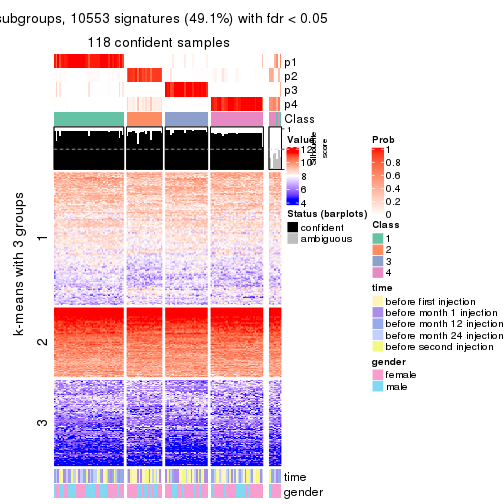 subgroups, 10553 signatures (49.1%) with fdr < 0.05
118 confident samples
p1
p2
p3
p4
Class
1
silhouette
score
k-means with 3 groups
1
2
3
time
gender
Value
12
10
8
6
4
Status (barplots)
confident
ambiguous
Prob
1
0.8
0.6
0.4
0.2
0
Class
1
2
3
4
time
before first injection
before month 1 injection
before month 12 injection
before month 24 injection
before second injection
gender
female
male